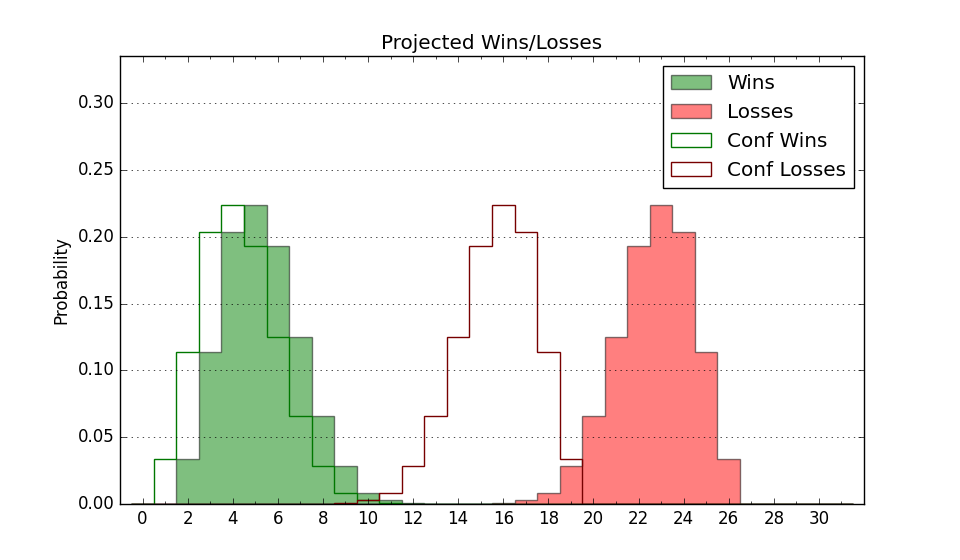 Projected Wins/Losses
Wins
Losses
Conf Wins
Conf Losses
Probability
0.30
0.25
0.20
0.15
0.10
0.05
0.00
0 2 4 6 8 10 12 14 16 18 20 22 24 26 28 30